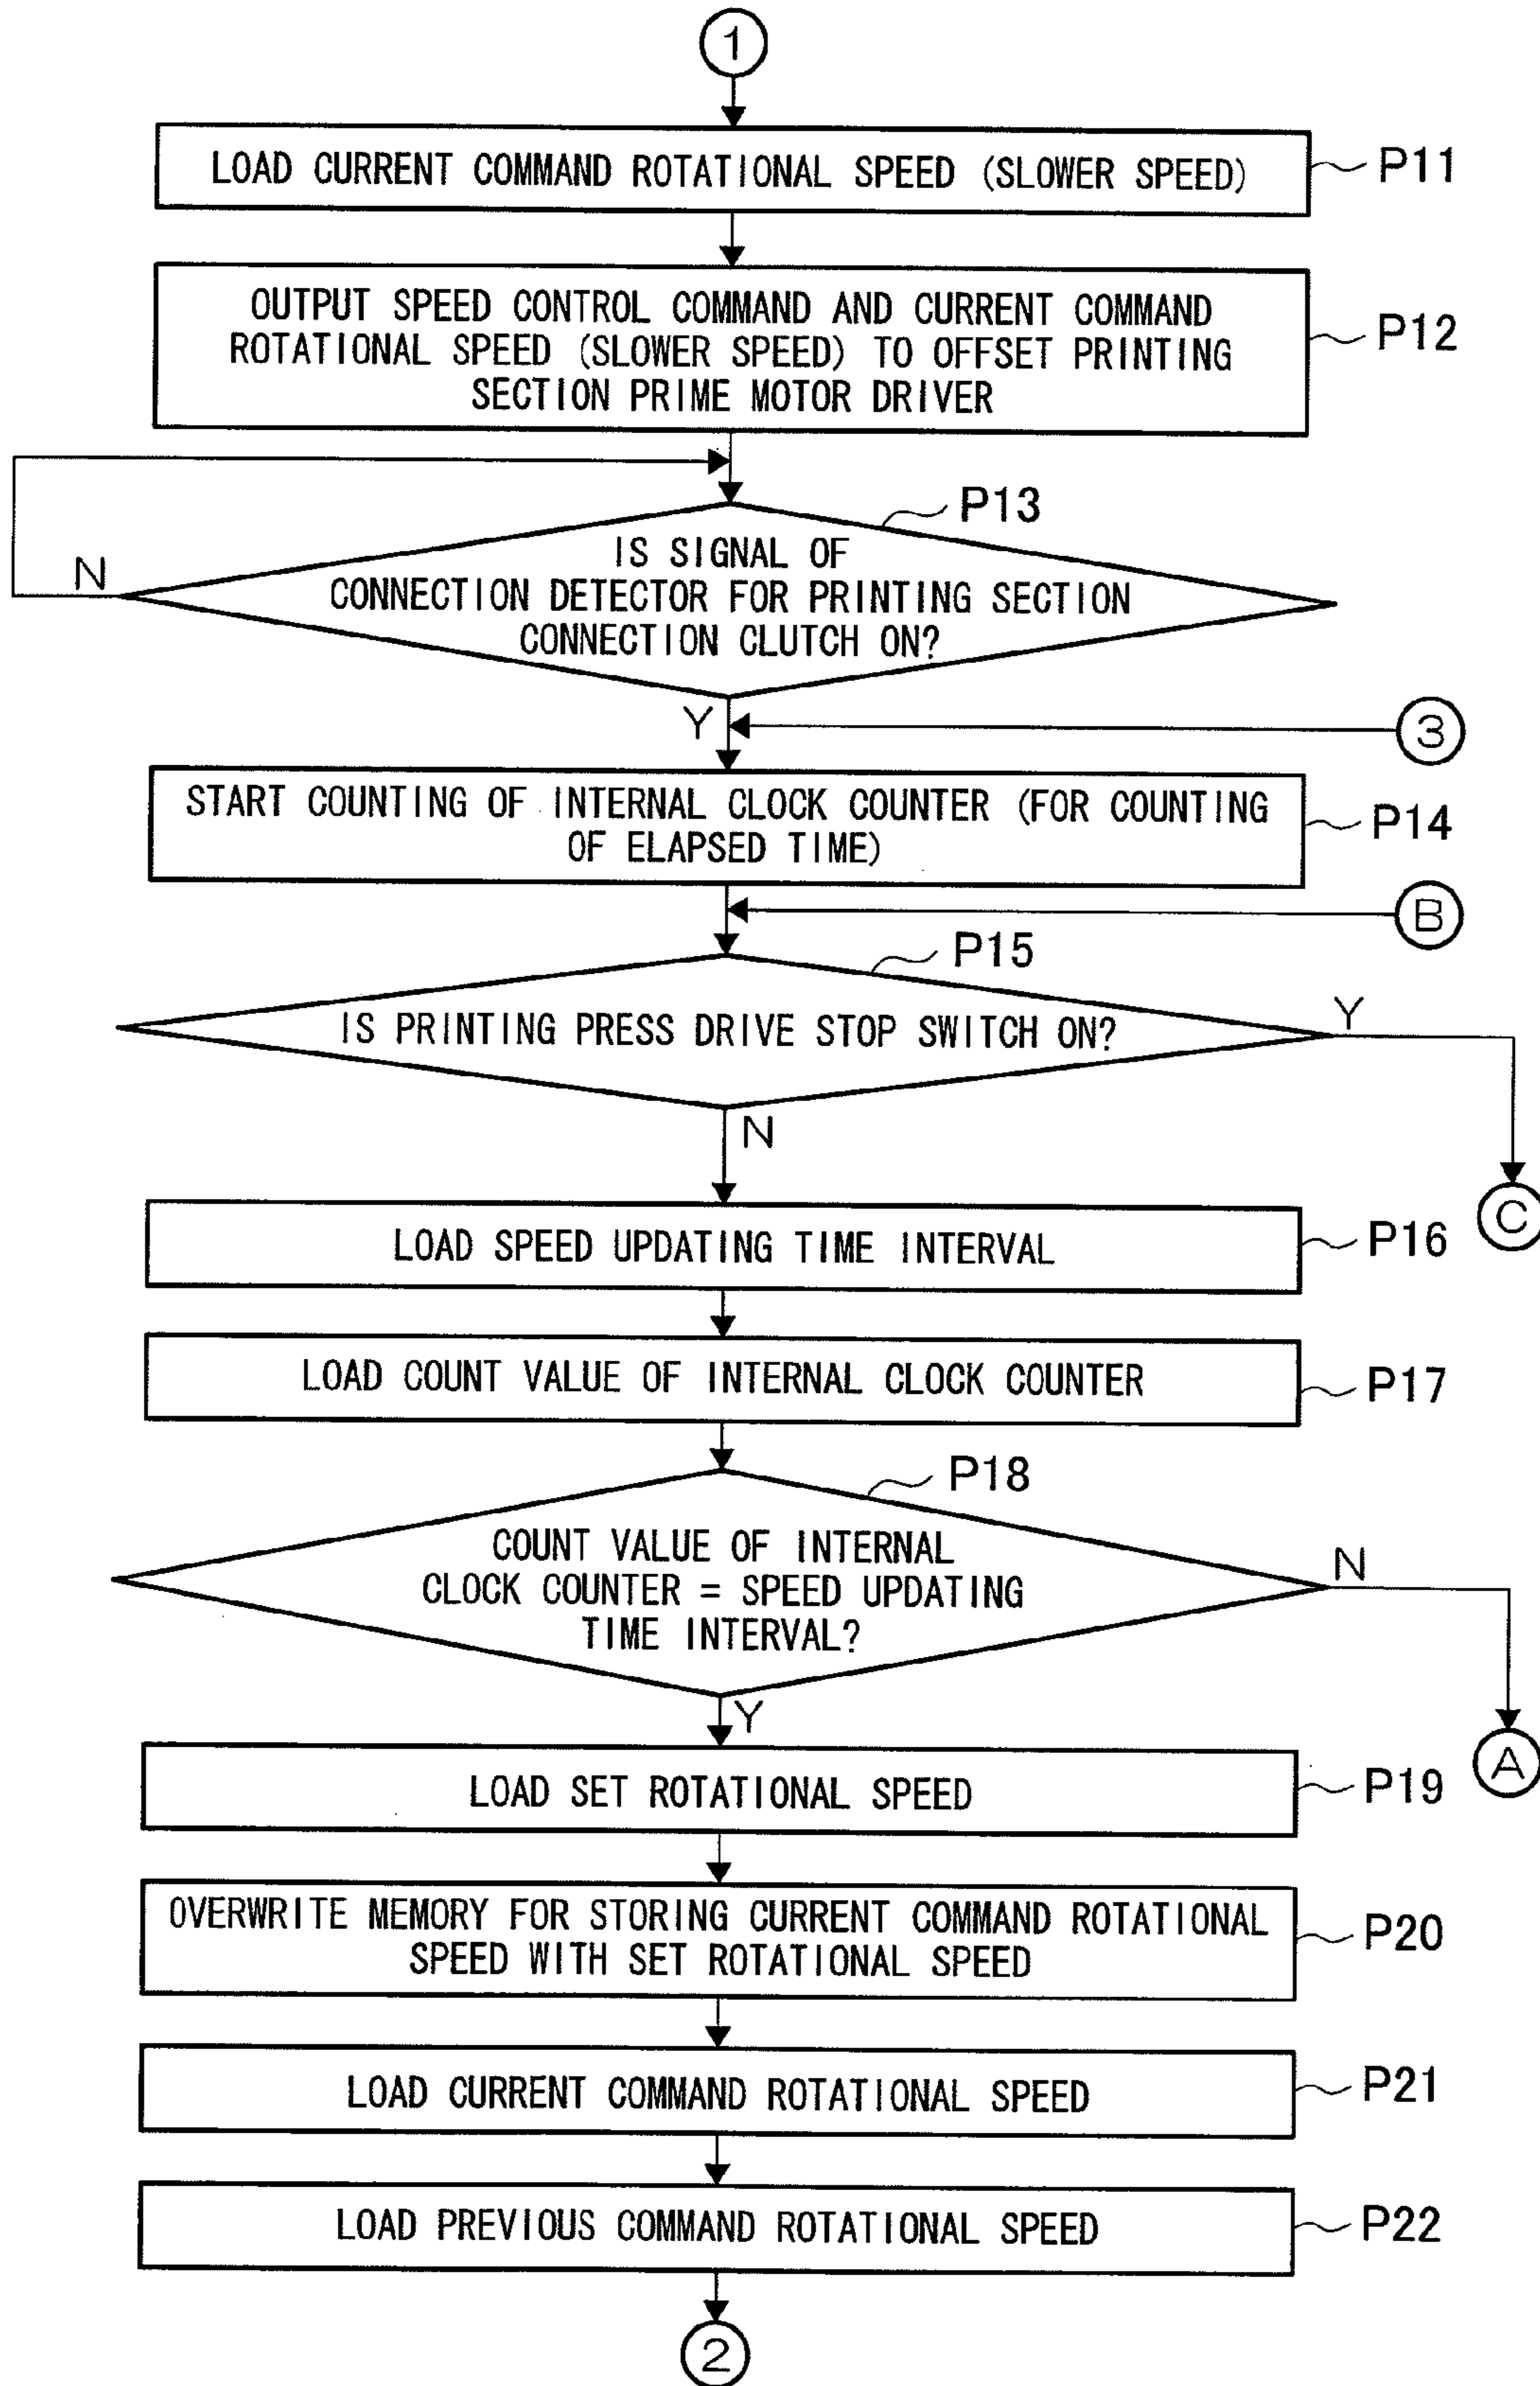 1
LOAD CURRENT COMMAND ROTATIONAL SPEED (SLOWER SPEED)
P11
OUTPUT SPEED CONTROL COMMAND AND CURRENT COMMAND
ROTATIONAL SPEED (SLOWER SPEED) TO OFFSET PRINTING
SECTION PRIME MOTOR DRIVER
P12
P13
IS SIGNAL OF
CONNECTION DETECTOR FOR PRINTING SECTION
CONNECTION CLUTCH ON?
N
Y
3
START COUNTING OF INTERNAL CLOCK COUNTER (FOR COUNTING
OF ELAPSED TIME)
P14
B
P15
IS PRINTING PRESS DRIVE STOP SWITCH ON?
Y
N
C
LOAD SPEED UPDATING TIME INTERVAL
P16
LOAD COUNT VALUE OF INTERNAL CLOCK COUNTER
P17
P18
COUNT VALUE OF INTERNAL
CLOCK COUNTER = SPEED UPDATING
TIME INTERVAL?
N
Y
A
LOAD SET ROTATIONAL SPEED
P19
OVERWRITE MEMORY FOR STORING CURRENT COMMAND ROTATIONAL
SPEED WITH SET ROTATIONAL SPEED
P20
LOAD CURRENT COMMAND ROTATIONAL SPEED
P21
LOAD PREVIOUS COMMAND ROTATIONAL SPEED
P22
2